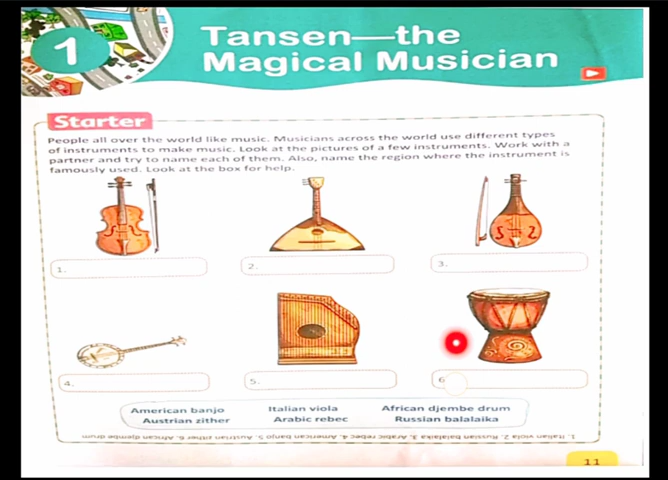 1
Tansen—the
Magical Musician
Starter
People all over the world like music. Musicians across the world use different types
of instruments to make music. Look at the pictures of a few instruments. Work with a
partner and try to name each of them. Also, name the region where the instrument is
famously used. Look at the box for help.
1.
2.
3.
4.
5.
6
American banjo
Italian viola
African djembe drum
Austrian zither
Arabic rebec
Russian balalaika
1. Italian viola 2. Russian balalaika 3. Arabic rebec 4. American banjo 5. Austrian zither 6. African djembe drum
11